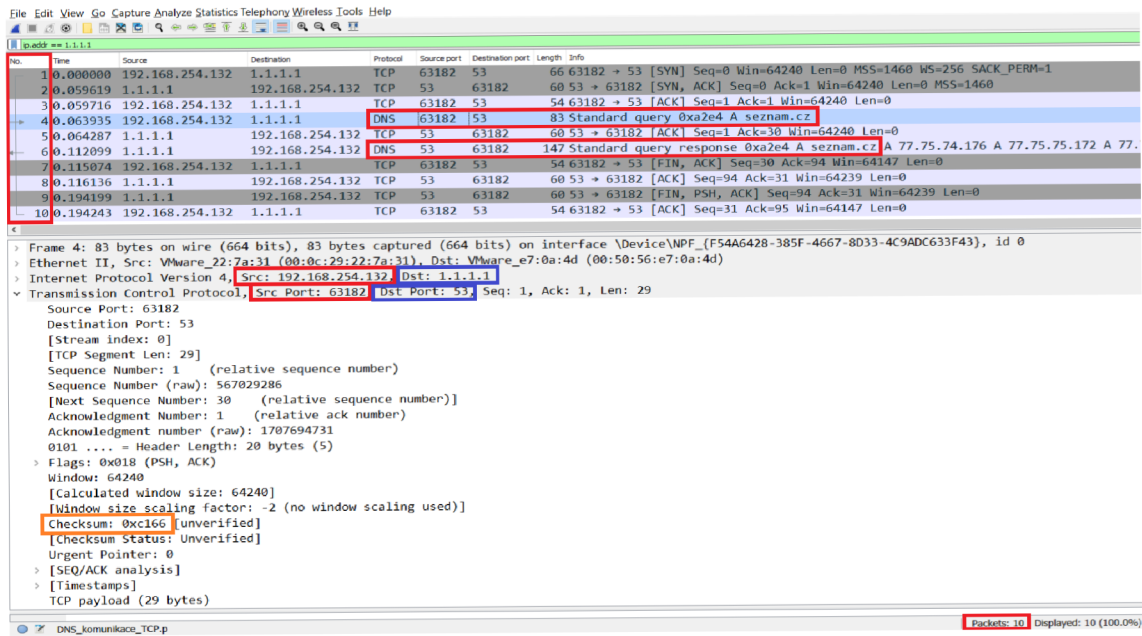 File Edit View Go Capture Analyze Statistics Telephony Wireless Tools Help
ip.addr == 1.1.1.1
No. Time Source Destination Protocol Source port Destination port Length Info
1 0.000000 192.168.254.132 1.1.1.1 TCP 63182 53 66 63182 → 53 [SYN] Seq=0 Win=64240 Len=0 MSS=1460 WS=256 SACK_PERM=1
2 0.059619 1.1.1.1 192.168.254.132 TCP 53 63182 60 53 → 63182 [SYN, ACK] Seq=0 Ack=1 Win=64240 Len=0 MSS=1460
3 0.059716 192.168.254.132 1.1.1.1 TCP 63182 53 54 63182 → 53 [ACK] Seq=1 Ack=1 Win=64240 Len=0
4 0.063935 192.168.254.132 1.1.1.1 DNS 63182 53 83 Standard query 0xa2e4 A seznam.cz
5 0.064287 1.1.1.1 192.168.254.132 TCP 53 63182 60 53 → 63182 [ACK] Seq=1 Ack=30 Win=64240 Len=0
6 0.112099 1.1.1.1 192.168.254.132 DNS 53 63182 147 Standard query response 0xa2e4 A seznam.cz A 77.75.74.176 A 77.75.75.172 A 77.
7 0.115074 192.168.254.132 1.1.1.1 TCP 63182 53 54 63182 → 53 [FIN, ACK] Seq=30 Ack=94 Win=64147 Len=0
8 0.116136 1.1.1.1 192.168.254.132 TCP 53 63182 60 53 → 63182 [ACK] Seq=94 Ack=31 Win=64239 Len=0
9 0.194199 1.1.1.1 192.168.254.132 TCP 53 63182 60 53 → 63182 [FIN, PSH, ACK] Seq=94 Ack=31 Win=64239 Len=0
10 0.194243 192.168.254.132 1.1.1.1 TCP 63182 53 54 63182 → 53 [ACK] Seq=31 Ack=95 Win=64147 Len=0
Frame 4: 83 bytes on wire (664 bits), 83 bytes captured (664 bits) on interface \Device\NPF_{F54A6428-385F-4667-8D33-4C9ADC633F43}, id 0
Ethernet II, Src: VMware_22:7a:31 (00:0c:29:22:7a:31), Dst: VMware_e7:0a:4d (00:50:56:e7:0a:4d)
Internet Protocol Version 4, Src: 192.168.254.132, Dst: 1.1.1.1
Transmission Control Protocol, Src Port: 63182, Dst Port: 53, Seq: 1, Ack: 1, Len: 29
Source Port: 63182
Destination Port: 53
[Stream index: 0]
[TCP Segment Len: 29]
Sequence Number: 1 (relative sequence number)
Sequence Number (raw): 567029286
[Next Sequence Number: 30 (relative sequence number)]
Acknowledgment Number: 1 (relative ack number)
Acknowledgment number (raw): 1707694731
0101 .... = Header Length: 20 bytes (5)
Flags: 0x018 (PSH, ACK)
Window: 64240
[Calculated window size: 64240]
[Window size scaling factor: -2 (no window scaling used)]
Checksum: 0xc166 [unverified]
[Checksum Status: Unverified]
Urgent Pointer: 0
[SEQ/ACK analysis]
[Timestamps]
TCP payload (29 bytes)
DNS_komunikace_TCP.p Packets: 10 Displayed: 10 (100.0%)